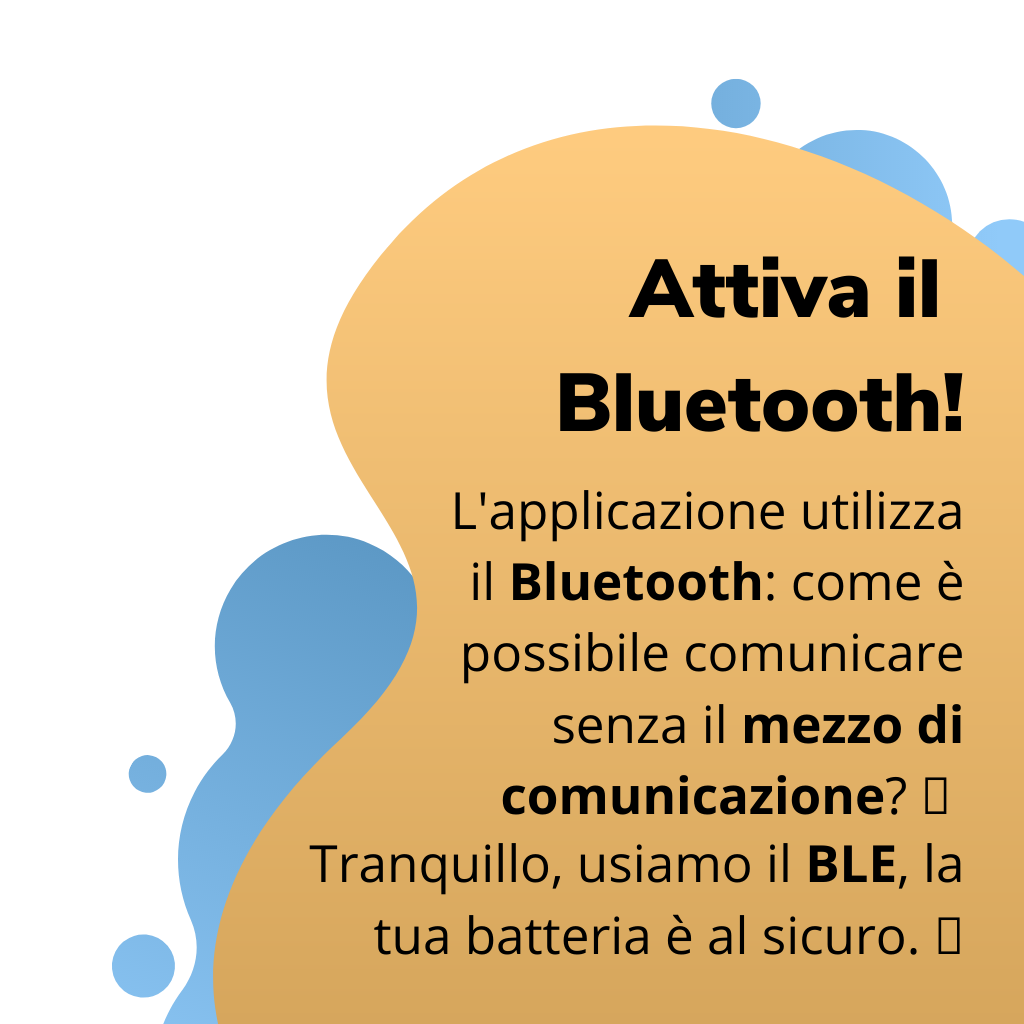 Attiva il
Bluetooth!
L'applicazione utilizza
il Bluetooth: come è
possibile comunicare
senza il mezzo di
comunicazione? 
Tranquillo, usiamo il BLE, la
tua batteria è al sicuro.